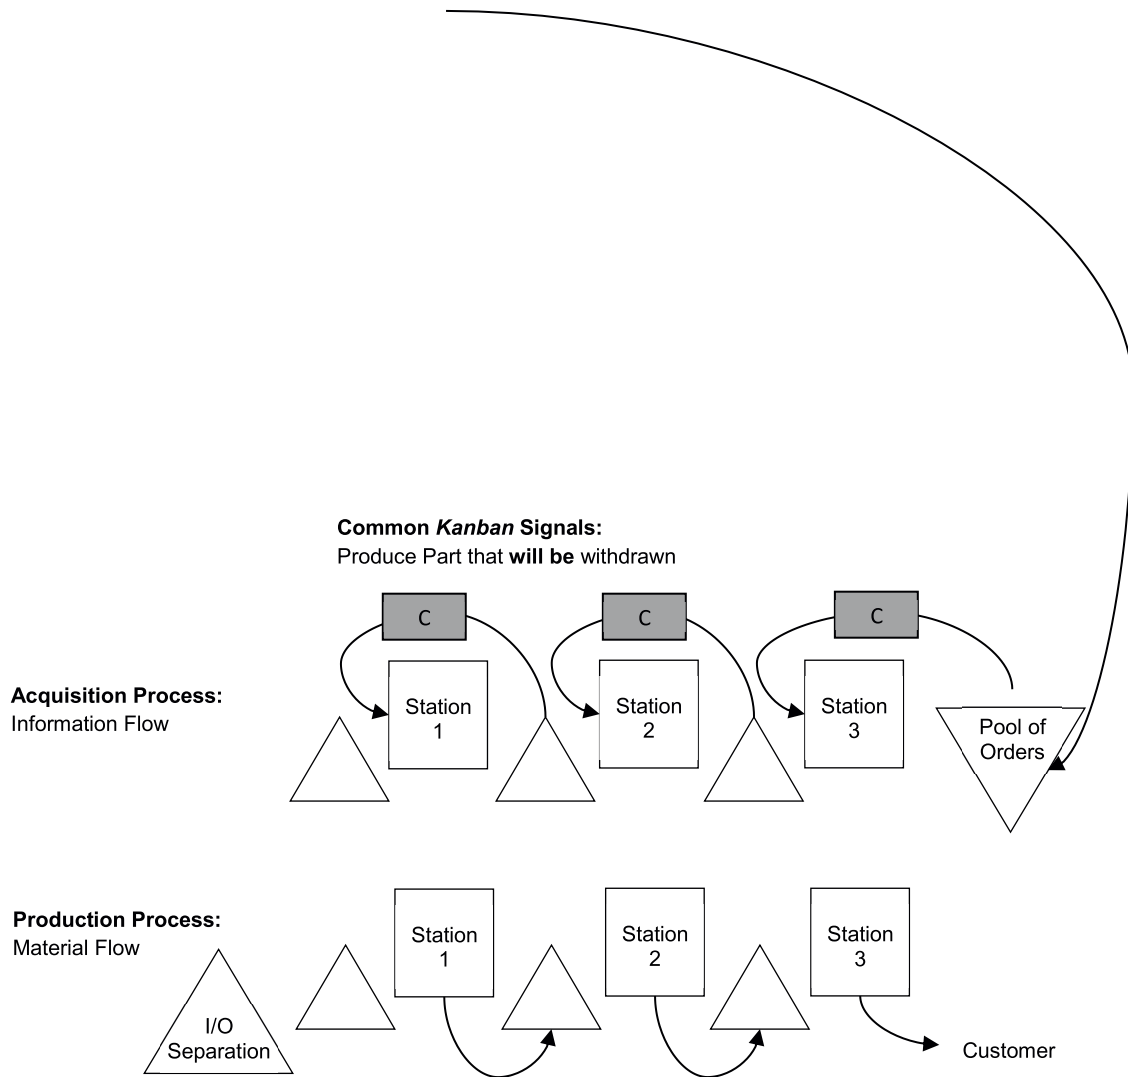 Common Kanban Signals:
Produce Part that will be withdrawn
C
C
C
Acquisition Process:
Information Flow
Station
1
Station
2
Station
3
Pool of
Orders
Production Process:
Material Flow
I/O
Separation
Station
1
Station
2
Station
3
Customer